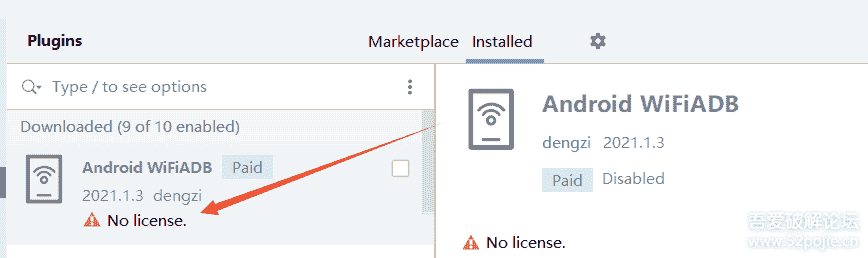 Plugins
Marketplace Installed
Type / to see options
Downloaded (9 of 10 enabled)
Android WiFiADB Paid
2021.1.3 dengzi
No license.
Android WiFiADB
dengzi 2021.1.3
Paid Disabled
No license.
吾爱破解论坛
www.52pojie.cn